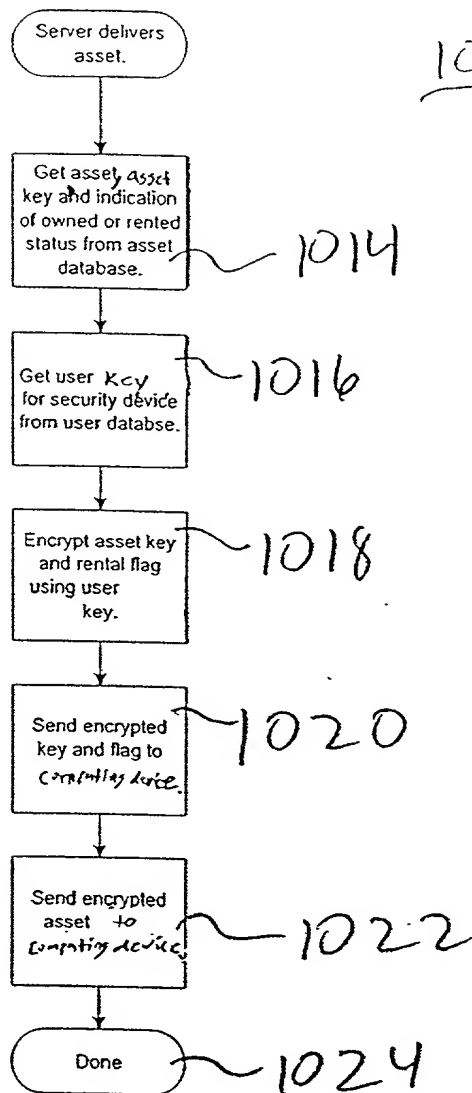 Server delivers
asset.
10
Get asset, asset
key and indication
of owned or rented
status from asset
database.
1014
Get user key
for security device
from user databse.
1016
Encrypt asset key
and rental flag
using user
key.
1018
Send encrypted
key and flag to
computing device.
1020
Send encrypted
asset to
computing device.
1022
Done
1024